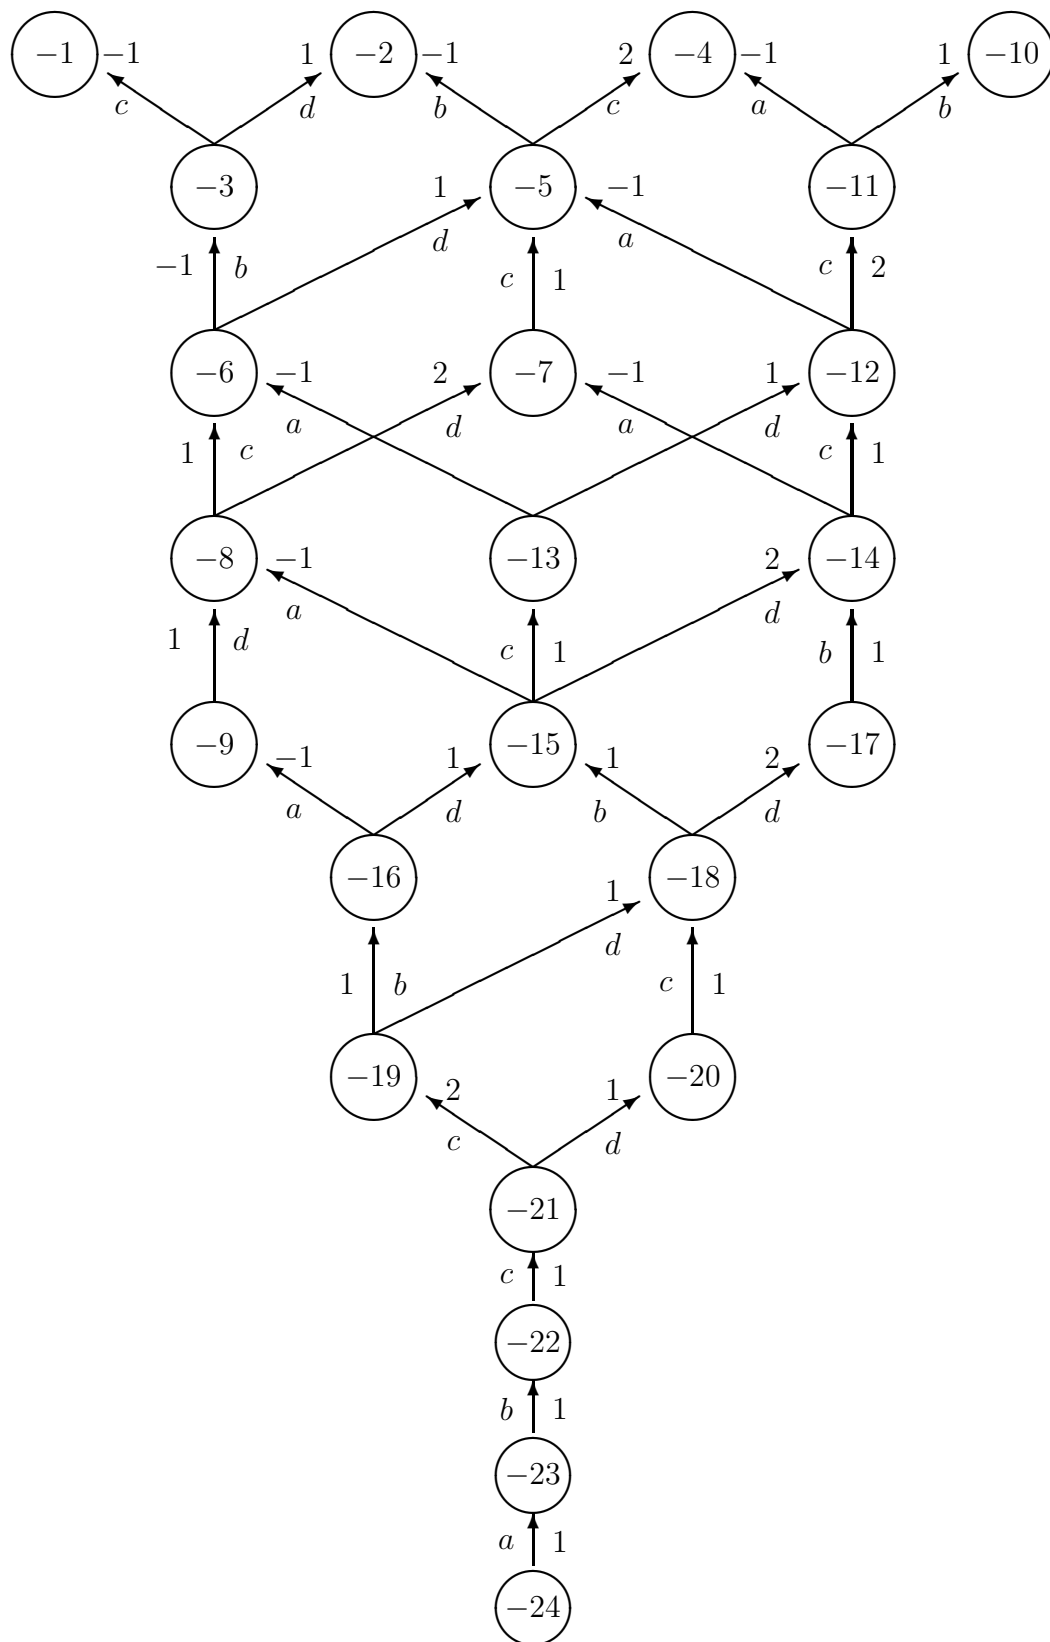 −1 −1 1 −2 −1 2 −4 −1 1 −10
c d b c a b
−3 1 −5 −1 −11
d a
−1 b c 1 c 2
−6 −1 2 −7 −1 1 −12
a d a d
1 c c 1
−8 −1 −13 2 −14
a d
1 d c 1 b 1
−9 −1 1 −15 1 2 −17
a d b d
−16 1 −18
d
1 b c 1
−19 2 1 −20
c d
−21
c 1
−22
b 1
−23
a 1
−24